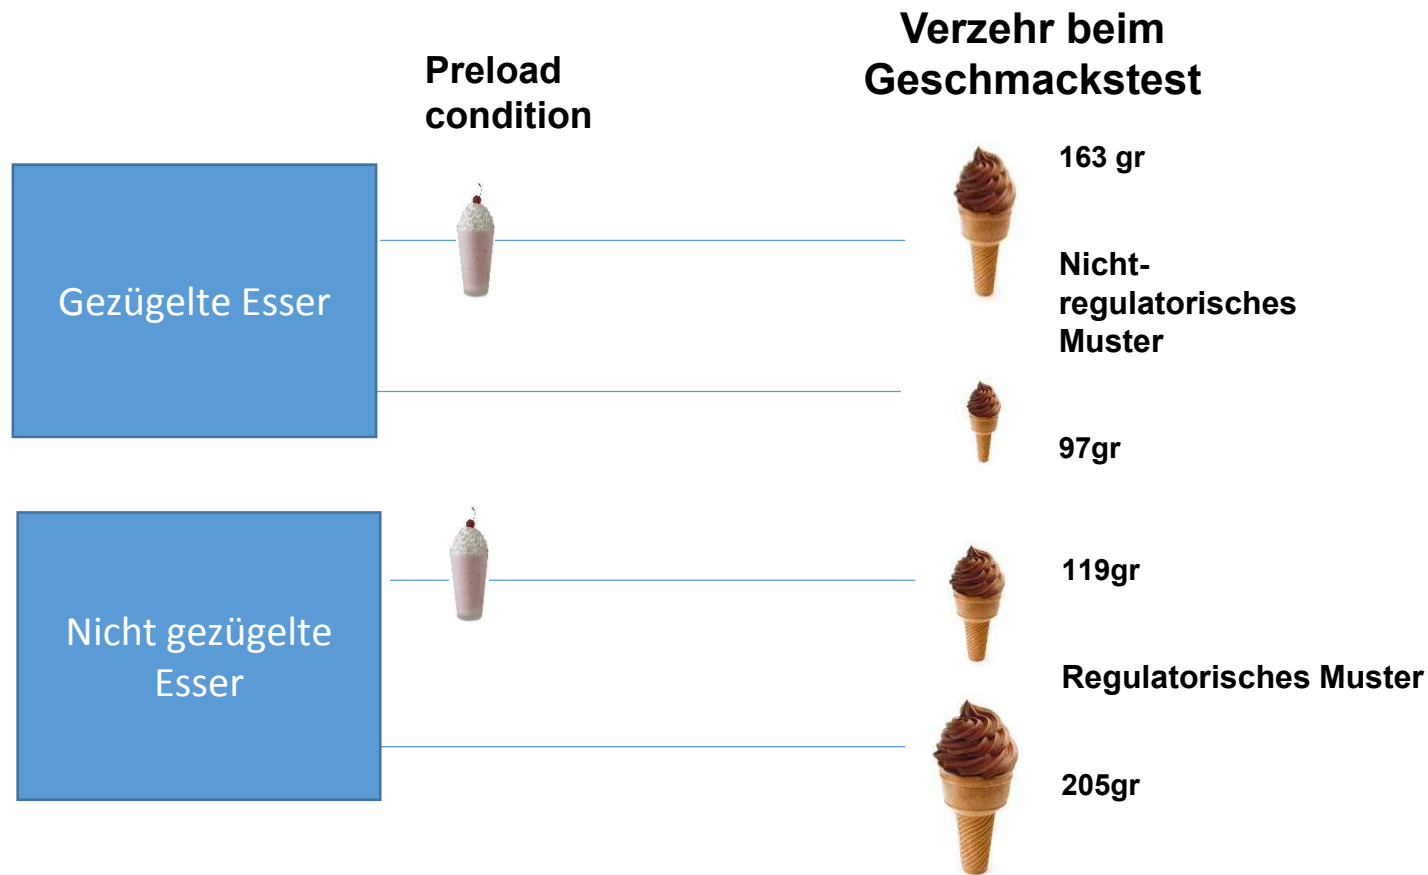 Verzehr beim
Geschmackstest
Preload
condition
163 gr
Gezügelte Esser
Nicht-
regulatorisches
Muster
97gr
119gr
Nicht gezügelte
Esser
Regulatorisches Muster
205gr